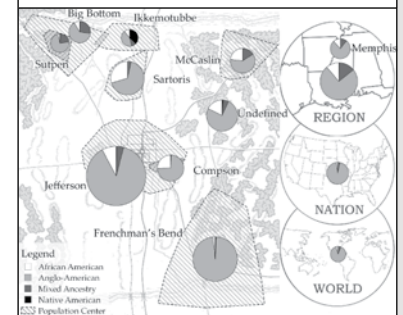 Big Bottom
Ikkemotubbe
Sutpen
McCaslin
Memphis
Sartoris
Undefined
REGION
Jefferson
Compson
NATION
Frenchman's Bend
Legend
African American
Anglo-American
Mixed Ancestry
Native American
Population Center
WORLD